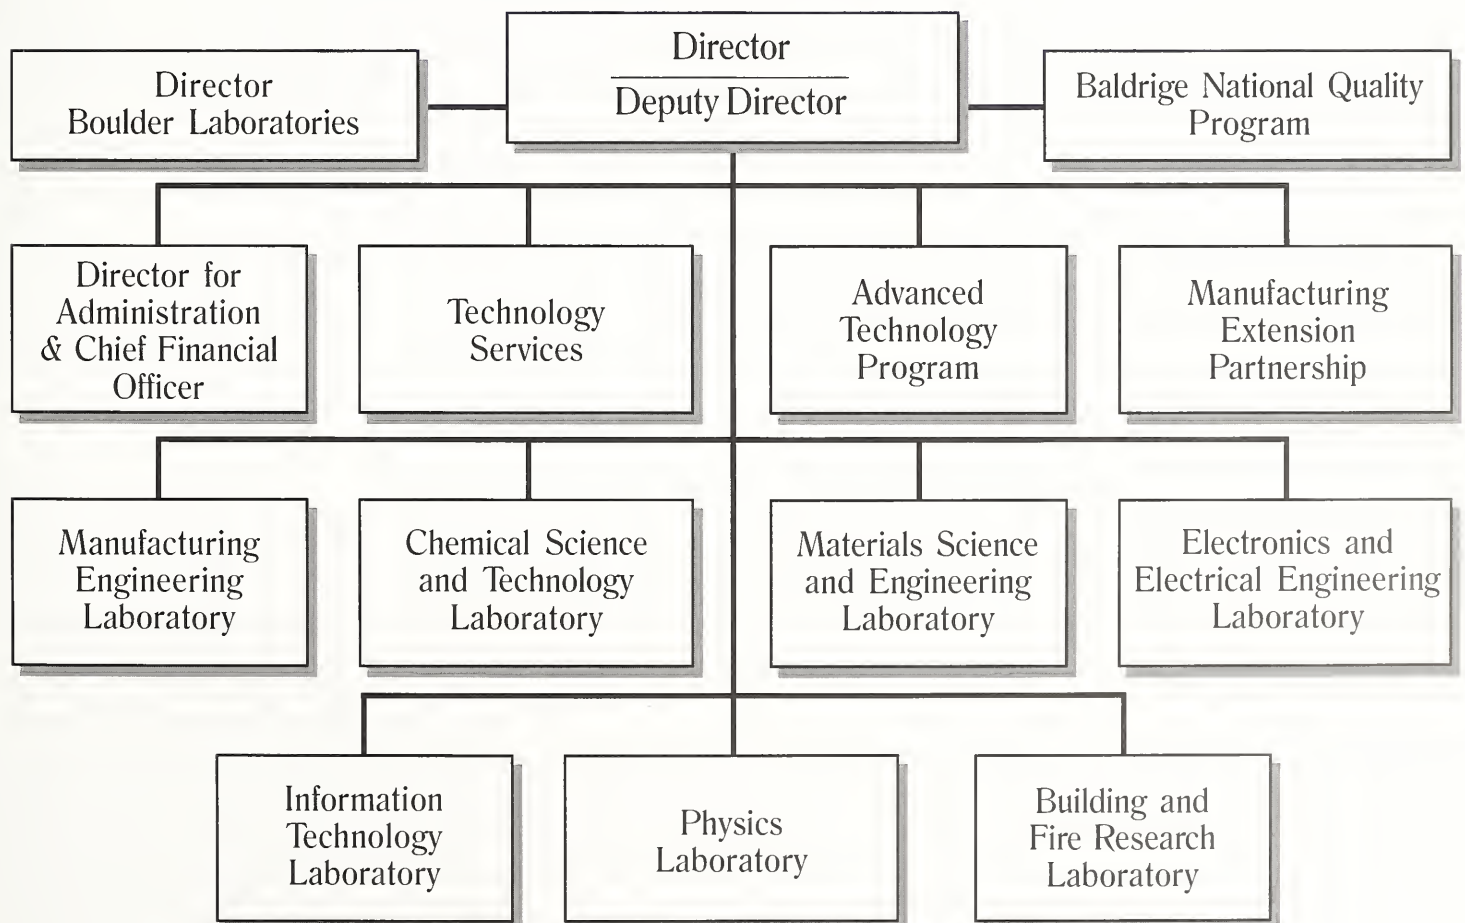 Director
Deputy Director
Director
Boulder Laboratories
Baldrige National Quality
Program
Director for
Administration
& Chief Financial
Officer
Technology
Services
Advanced
Technology
Program
Manufacturing
Extension
Partnership
Manufacturing
Engineering
Laboratory
Chemical Science
and Technology
Laboratory
Materials Science
and Engineering
Laboratory
Electronics and
Electrical Engineering
Laboratory
Information
Technology
Laboratory
Physics
Laboratory
Building and
Fire Research
Laboratory